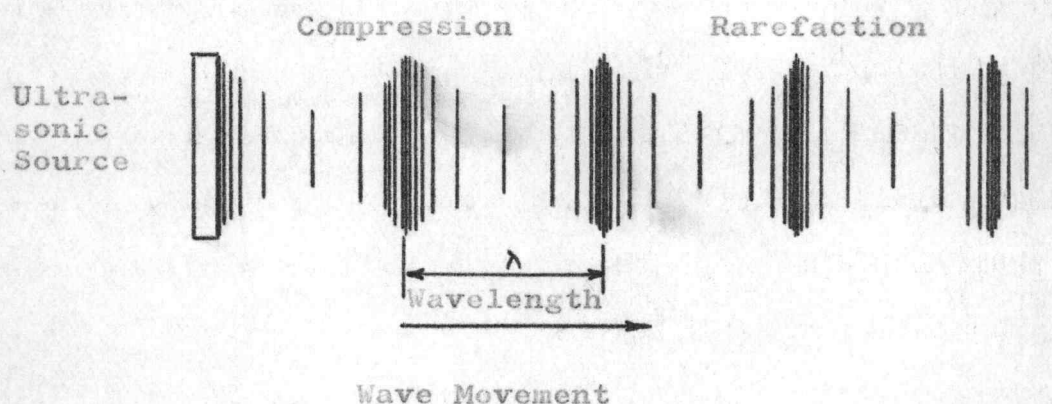 Compression
Rarefaction
Ultra-
sonic
Source
λ
Wavelength
Wave Movement